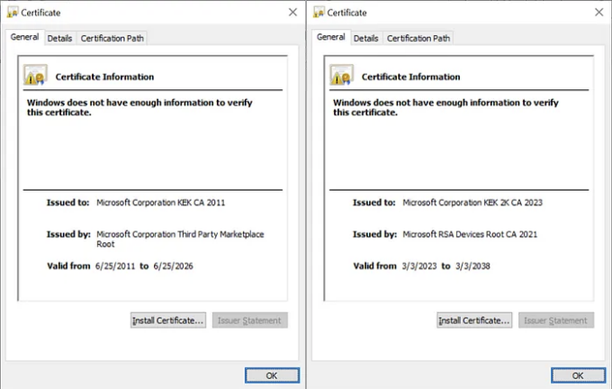 Certificate
General Details Certification Path
Certificate Information
Windows does not have enough information to verify
this certificate.
Issued to: Microsoft Corporation KEK CA 2011
Issued by: Microsoft Corporation Third Party Marketplace
Root
Valid from 6/25/2011 to 6/25/2026
Install Certificate...
Issuer Statement
OK
Certificate
General Details Certification Path
Certificate Information
Windows does not have enough information to verify
this certificate.
Issued to: Microsoft Corporation KEK 2K CA 2023
Issued by: Microsoft RSA Devices Root CA 2021
Valid from 3/3/2023 to 3/3/2038
Install Certificate...
Issuer Statement
OK